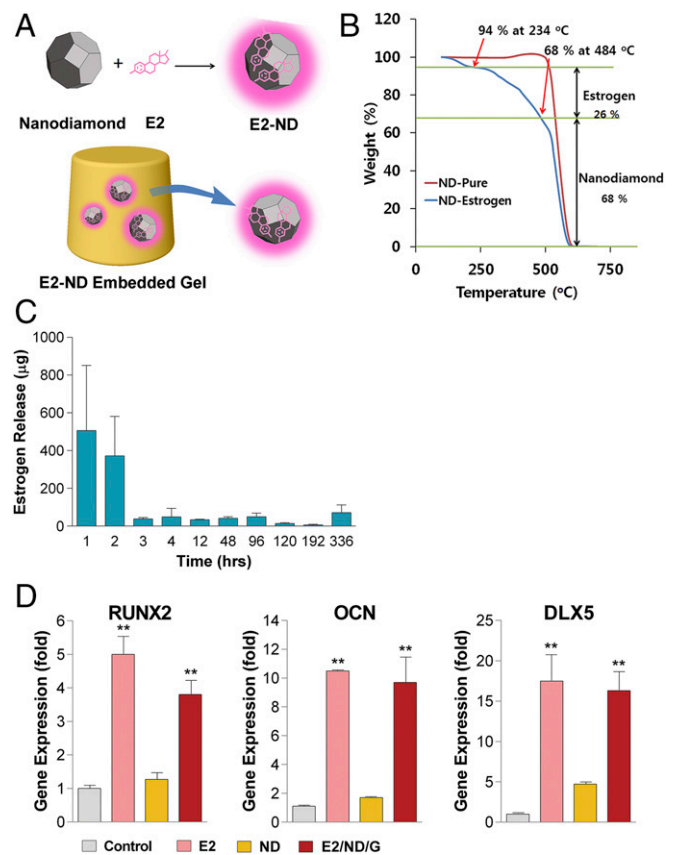 A
Nanodiamond
+
E2
E2-ND
E2-ND Embedded Gel
B
Weight (%)
120
100
80
60
40
20
0
94 % at 234 ºC
68 % at 484 ºC
Estrogen
26 %
Nanodiamond
68 %
ND-Pure
ND-Estrogen
0 250 500 750
Temperature (ºC)
C
Estrogen Release (µg)
1000
800
600
400
200
0
1 2 3 4 12 48 96 120 192 336
Time (hrs)
D
RUNX2
Gene Expression (fold)
6
5
4
3
2
1
0
**
**
OCN
Gene Expression (fold)
14
12
10
8
6
4
2
0
**
**
DLX5
Gene Expression (fold)
25
20
15
10
5
0
**
**
Control E2 ND E2/ND/G